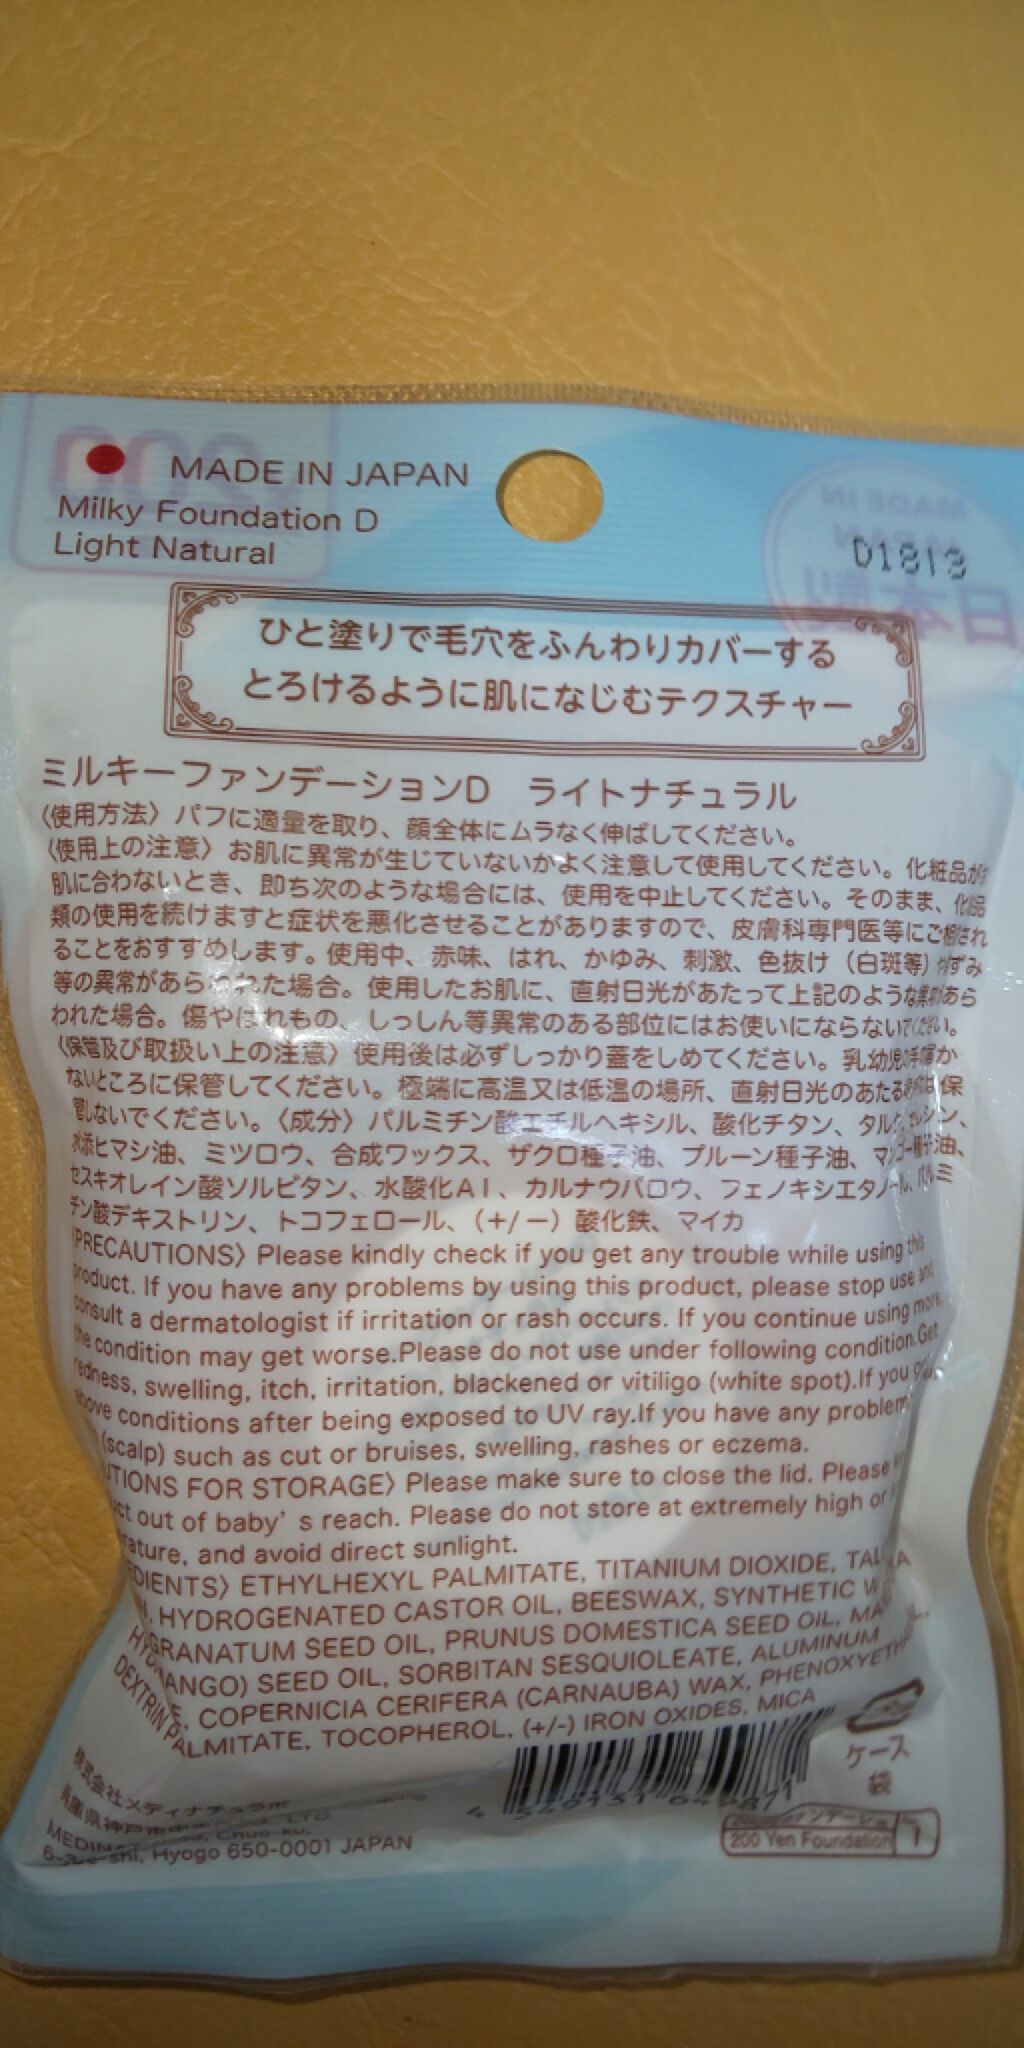 MADE IN JAPAN
Milky Foundation D
Light Natural
D1813
ひと塗りで毛穴をふんわりカバーする
とろけるように肌になじむテクスチャー
ミルキーファンデーションD ライトナチュラル
〈使用方法〉パフに適量を取り、顔全体にムラなく伸ばしてください。
〈使用上の注意〉お肌に異常が生じていないかよく注意して使用してください。化粧品がお
肌に合わないとき、即ち次のような場合には、使用を中止してください。そのまま、化粧品
類の使用を続けますと症状を悪化させることがありますので、皮膚科専門医等にご相談され
ることをおすすめします。使用中、赤味、はれ、かゆみ、刺激、色抜け（白斑等）や黒ずみ
等の異常があらわれた場合。使用したお肌に、直射日光があたって上記のような異常があら
われた場合。傷やはれもの、しっしん等異常のある部位にはお使いにならないでください。
〈保管及び取扱い上の注意〉使用後は必ずしっかり蓋をしめてください。乳幼児の手の届か
ないところに保管してください。極端に高温又は低温の場所、直射日光のあたる場所には保
管しないでください。〈成分〉パルミチン酸エチルヘキシル、酸化チタン、タルク、セレシン、
水添ヒマシ油、ミツロウ、合成ワックス、ザクロ種子油、プルーン種子油、マンゴー種子油、
セスキオレイン酸ソルビタン、水酸化Al、カルナウバロウ、フェノキシエタノール、パルミ
チン酸デキストリン、トコフェロール、（+/−）酸化鉄、マイカ
〈PRECAUTIONS〉Please kindly check if you get any trouble while using this
product. If you have any problems by using this product, please stop use and
consult a dermatologist if irritation or rash occurs. If you continue using more,
the condition may get worse.Please do not use under following condition.Get
redness, swelling, itch, irritation, blackened or vitiligo (white spot).If you
above conditions after being exposed to UV ray.If you have any problem
(scalp) such as cut or bruises, swelling, rashes or eczema.
UTIONS FOR STORAGE〉Please make sure to close the lid. Please
ct out of baby's reach. Please do not store at extremely high or
rature, and avoid direct sunlight.
EDIENTS〉ETHYLHEXYL PALMITATE, TITANIUM DIOXIDE,
HYDROGENATED CASTOR OIL, BEESWAX, SYNTHETIC
GRANATUM SEED OIL, PRUNUS DOMESTICA SEED OIL,
ANGO) SEED OIL, SORBITAN SESQUIOLEATE, ALUMINUM
COPERNICIA CERIFERA (CARNAUBA) WAX,
DEXTRIN PALMITATE, TOCOPHEROL, (+/-) IRON OXIDES, MICA
ケース
袋
株式会社メディナチュラボ
兵庫県神戸市中央
Chuo-ku,
Hyogo 650-0001 JAPAN
200 Yen Foundation
1